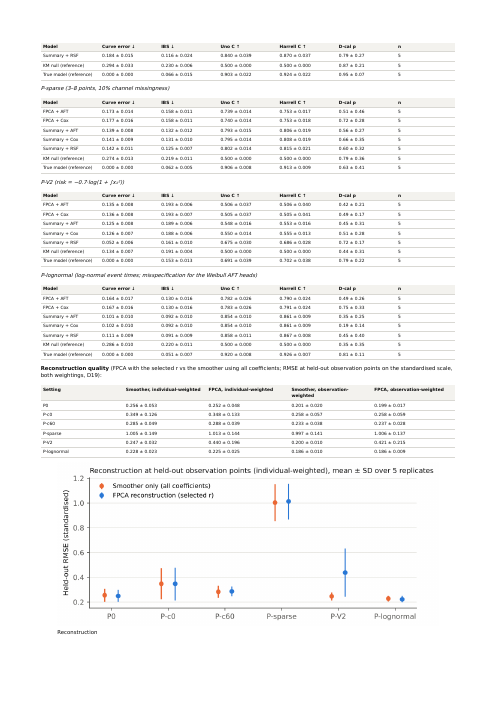 Model Curve error ↓ IBS ↓ Uno C ↑ Harrell C ↑ D-cal p n
Summary + RSF 0.184 ± 0.015 0.116 ± 0.024 0.840 ± 0.039 0.870 ± 0.037 0.79 ± 0.27 5
KM null (reference) 0.294 ± 0.033 0.230 ± 0.006 0.500 ± 0.000 0.500 ± 0.000 0.87 ± 0.21 5
True model (reference) 0.000 ± 0.000 0.066 ± 0.015 0.903 ± 0.022 0.924 ± 0.022 0.95 ± 0.07 5
P-sparse (3-8 points, 10% channel missingness)
Model Curve error ↓ IBS ↓ Uno C ↑ Harrell C ↑ D-cal p n
FPCA + AFT 0.173 ± 0.014 0.158 ± 0.011 0.739 ± 0.014 0.753 ± 0.017 0.51 ± 0.46 5
FPCA + Cox 0.177 ± 0.016 0.158 ± 0.011 0.740 ± 0.014 0.753 ± 0.018 0.72 ± 0.28 5
Summary + AFT 0.139 ± 0.008 0.132 ± 0.012 0.793 ± 0.015 0.806 ± 0.019 0.56 ± 0.27 5
Summary + Cox 0.141 ± 0.009 0.131 ± 0.010 0.795 ± 0.014 0.808 ± 0.019 0.66 ± 0.35 5
Summary + RSF 0.142 ± 0.011 0.125 ± 0.007 0.802 ± 0.014 0.815 ± 0.021 0.60 ± 0.32 5
KM null (reference) 0.274 ± 0.013 0.219 ± 0.011 0.500 ± 0.000 0.500 ± 0.000 0.79 ± 0.36 5
True model (reference) 0.000 ± 0.000 0.062 ± 0.005 0.906 ± 0.008 0.913 ± 0.009 0.63 ± 0.41 5
Model Curve error ↓ IBS ↓ Uno C ↑ Harrell C ↑ D-cal p n
FPCA + AFT 0.135 ± 0.008 0.193 ± 0.006 0.506 ± 0.037 0.506 ± 0.040 0.42 ± 0.21 5
FPCA + Cox 0.136 ± 0.008 0.193 ± 0.007 0.505 ± 0.037 0.505 ± 0.041 0.49 ± 0.17 5
Summary + AFT 0.125 ± 0.008 0.189 ± 0.006 0.548 ± 0.016 0.553 ± 0.016 0.45 ± 0.31 5
Summary + Cox 0.126 ± 0.007 0.188 ± 0.006 0.550 ± 0.014 0.555 ± 0.013 0.51 ± 0.28 5
Summary + RSF 0.052 ± 0.006 0.161 ± 0.010 0.675 ± 0.030 0.686 ± 0.028 0.72 ± 0.17 5
KM null (reference) 0.134 ± 0.007 0.191 ± 0.004 0.500 ± 0.000 0.500 ± 0.000 0.44 ± 0.31 5
True model (reference) 0.000 ± 0.000 0.153 ± 0.013 0.691 ± 0.039 0.702 ± 0.038 0.79 ± 0.22 5
P-lognormal (log-normal event times; misspecification for the Weibull AFT heads)
Model Curve error ↓ IBS ↓ Uno C ↑ Harrell C ↑ D-cal p n
FPCA + AFT 0.164 ± 0.017 0.130 ± 0.016 0.782 ± 0.026 0.790 ± 0.024 0.49 ± 0.26 5
FPCA + Cox 0.167 ± 0.016 0.130 ± 0.016 0.783 ± 0.026 0.791 ± 0.024 0.75 ± 0.33 5
Summary + AFT 0.101 ± 0.010 0.092 ± 0.010 0.854 ± 0.010 0.861 ± 0.009 0.35 ± 0.25 5
Summary + Cox 0.102 ± 0.010 0.092 ± 0.010 0.854 ± 0.010 0.861 ± 0.009 0.19 ± 0.14 5
Summary + RSF 0.111 ± 0.009 0.091 ± 0.009 0.858 ± 0.011 0.867 ± 0.008 0.45 ± 0.40 5
KM null (reference) 0.286 ± 0.010 0.220 ± 0.011 0.500 ± 0.000 0.500 ± 0.000 0.35 ± 0.35 5
True model (reference) 0.000 ± 0.000 0.051 ± 0.007 0.920 ± 0.008 0.926 ± 0.007 0.81 ± 0.11 5
Reconstruction quality (FPCA with the selected r vs the smoother using all coefficients; RMSE at held-out observation points on the standardised scale,
both weightings, D19):
Setting Smoother, individual-weighted FPCA, individual-weighted Smoother, observation-weighted FPCA, observation-weighted
P0 0.256 ± 0.053 0.252 ± 0.048 0.201 ± 0.020 0.199 ± 0.017
P-c0 0.349 ± 0.126 0.348 ± 0.133 0.258 ± 0.057 0.258 ± 0.059
P-c60 0.285 ± 0.049 0.288 ± 0.039 0.233 ± 0.038 0.237 ± 0.028
P-sparse 1.005 ± 0.149 1.013 ± 0.144 0.997 ± 0.141 1.006 ± 0.137
P-V2 0.247 ± 0.032 0.440 ± 0.196 0.200 ± 0.010 0.421 ± 0.215
P-lognormal 0.228 ± 0.023 0.225 ± 0.025 0.186 ± 0.010 0.186 ± 0.009
Reconstruction at held-out observation points (individual-weighted), mean ± SD over 5 replicates
Smoother only (all coefficients)
FPCA reconstruction (selected r)
Held-out RMSE (standardised)
1.2
1.0
0.8
0.6
0.4
0.2
P0 P-c0 P-c60 P-sparse P-V2 P-lognormal
Reconstruction